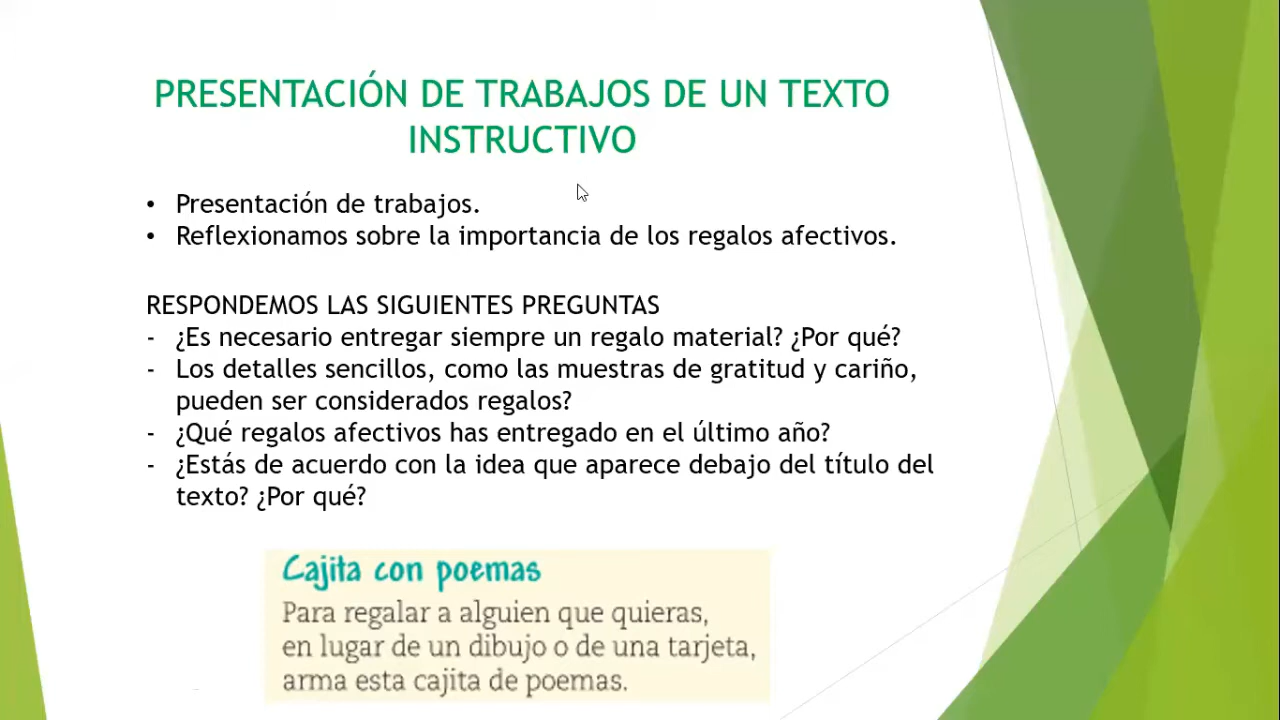 PRESENTACIÓN DE TRABAJOS DE UN TEXTO
INSTRUCTIVO
• Presentación de trabajos.
• Reflexionamos sobre la importancia de los regalos afectivos.
RESPONDEMOS LAS SIGUIENTES PREGUNTAS
- ¿Es necesario entregar siempre un regalo material? ¿Por qué?
- Los detalles sencillos, como las muestras de gratitud y cariño,
pueden ser considerados regalos?
- ¿Qué regalos afectivos has entregado en el último año?
- ¿Estás de acuerdo con la idea que aparece debajo del título del
texto? ¿Por qué?
Cajita con poemas
Para regalar a alguien que quieras,
en lugar de un dibujo o de una tarjeta,
arma esta cajita de poemas.